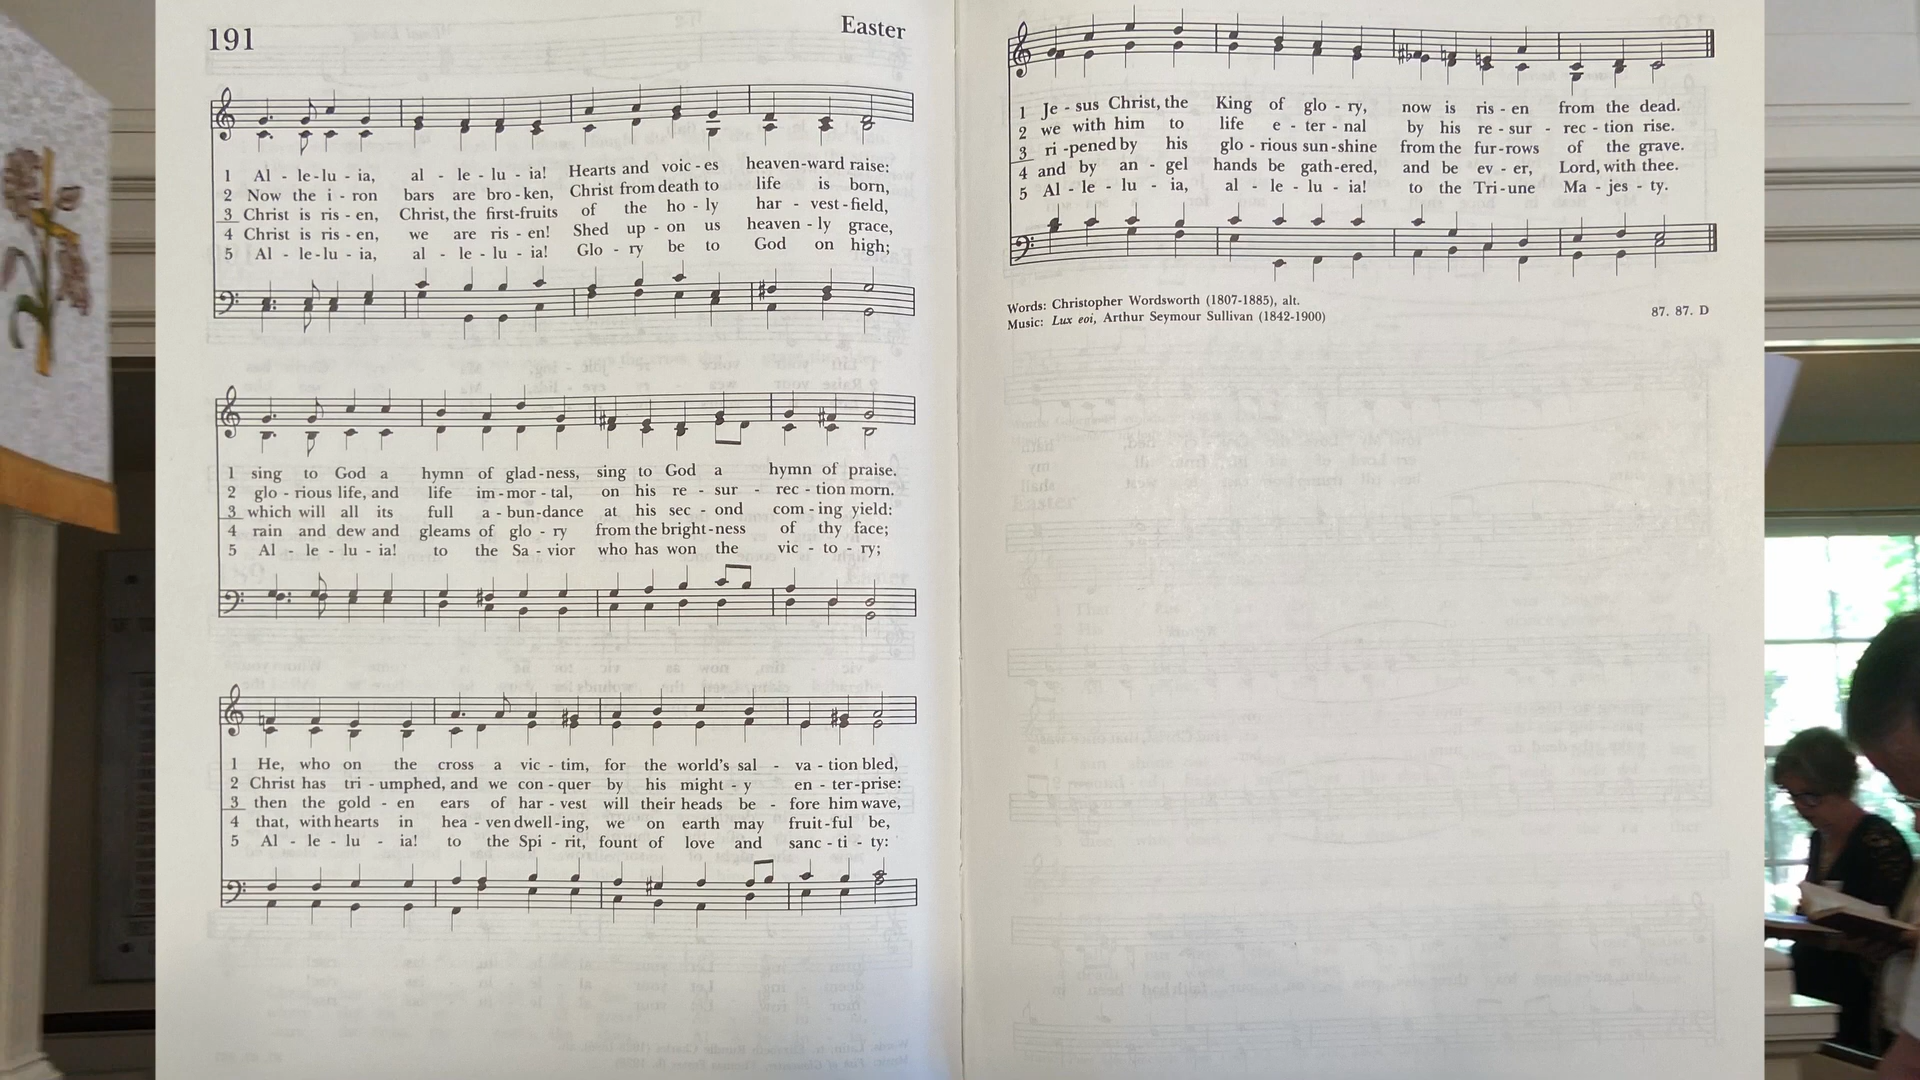 191
Easter
1 Al - le - lu - ia, al - le - lu - ia! Hearts and voic - es heaven-ward raise:
2 Now the i - ron bars are bro - ken, Christ from death to life is born,
3 Christ is ris - en, Christ, the first-fruits of the ho - ly har - vest - field,
4 Christ is ris - en, we are ris - en! Shed up - on us heaven - ly grace,
5 Al - le - lu - ia, al - le - lu - ia! Glo - ry be to God on high;
1 sing to God a hymn of glad - ness, sing to God a hymn of praise.
2 glo - rious life, and life im - mor - tal, on his re - sur - rec - tion morn.
3 which will all its full a - bun - dance at his sec - ond com - ing yield:
4 rain and dew and gleams of glo - ry from the bright - ness of thy face;
5 Al - le - lu - ia! to the Sa - vior who has won the vic - to - ry;
1 He, who on the cross a vic - tim, for the world's sal - va - tion bled,
2 Christ has tri - umphed, and we con - quer by his might - y en - ter - prise:
3 then the gold - en ears of har - vest will their heads be - fore him wave,
4 that, with hearts in hea - ven dwell - ing, we on earth may fruit - ful be,
5 Al - le - lu - ia! to the Spi - rit, fount of love and sanc - ti - ty:
1 Je - sus Christ, the King of glo - ry, now is ris - en from the dead.
2 we with him to life e - ter - nal by his re - sur - rec - tion rise.
3 ri - pened by his glo - rious sun - shine from the fur - rows of the grave.
4 and by an - gel hands be gath - ered, and be ev - er, Lord, with thee.
5 Al - le - lu - ia, al - le - lu - ia! to the Tri - une Ma - jes - ty.
Words: Christopher Wordsworth (1807-1885), alt.
Music: Lux eoi, Arthur Seymour Sullivan (1842-1900)
87. 87. D